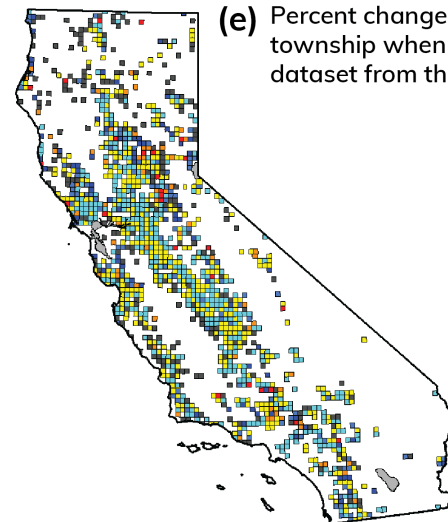 (e) Percent change
township when
dataset from th